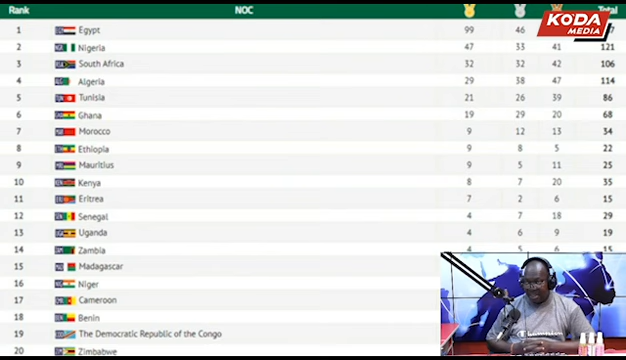 Rank NOC Total
1 Egypt 99 46
2 Nigeria 47 33 41 121
3 South Africa 32 32 42 106
4 Algeria 29 38 47 114
5 Tunisia 21 26 39 86
6 Ghana 19 29 20 68
7 Morocco 9 12 13 34
8 Ethiopia 9 8 5 22
9 Mauritius 9 5 11 25
10 Kenya 8 7 20 35
11 Eritrea 7 2 6 15
12 Senegal 4 7 18 29
13 Uganda 4 6 9 19
14 Zambia 4 5 6 15
15 Madagascar
16 Niger
17 Cameroon
18 Benin
19 The Democratic Republic of the Congo
20 Zimbabwe
KODA
MEDIA